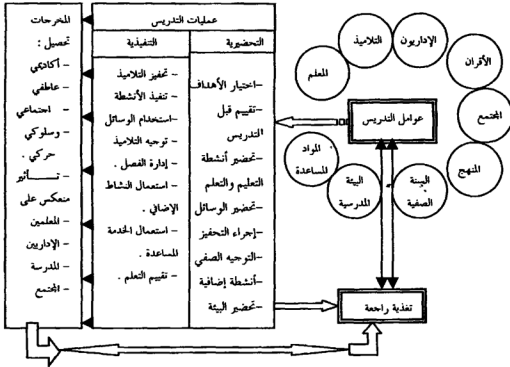 المخرجات
تحصيل :
– أكاديمي
– عاطفي
– اجتماعي
– وسلوكي
حركي .
– تـــأثير
منعكس على
– المعلمين
– الإداريين
– المدرسة
– المجتمع
عمليات التدريس
التحضيرية
التنفيذية
–اختيار الأهداف
–تقييم قبل
التدريس
–تحضير أنشطة
التعليم والتعلم
–تحضير الوسائل
–إجراء التحفيز
–التوجيه الصفي
–أنشطة إضافية
–تحضير البيئة
– تحفيز التلاميذ
– تنفيذ الأنشطة
–استخدام الوسائل
– توجيه التلاميذ
– إدارة الفصل .
– استعمال النشاط
الإضافي .
– استعمال الخدمة
المساعدة .
– تقييم التعلم .
المعلم
التلاميذ
الإداريون
الأقران
المجتمع
المنهج
البيئة
الصفية
البيئة
المدرسية
المواد
المساعدة
عوامل التدريس
تغذية راجعة